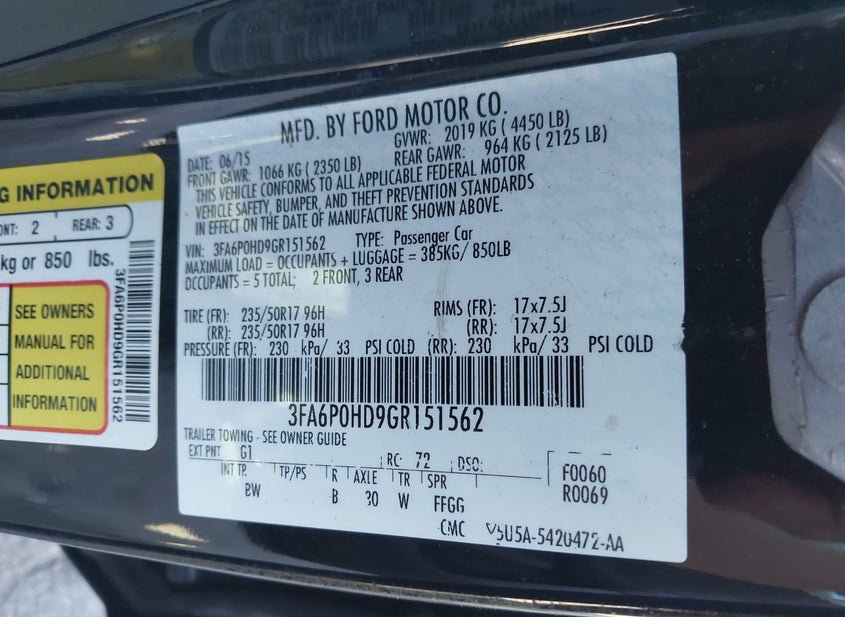 MFD. BY FORD MOTOR CO.
DATE: 06/15 GVWR: 2019 KG ( 4450 LB)
FRONT GAWR: 1066 KG ( 2350 LB) REAR GAWR: 964 KG ( 2125 LB)
THIS VEHICLE CONFORMS TO ALL APPLICABLE FEDERAL MOTOR
VEHICLE SAFETY, BUMPER, AND THEFT PREVENTION STANDARDS
IN EFFECT ON THE DATE OF MANUFACTURE SHOWN ABOVE.
VIN: 3FA6P0HD9GR151562 TYPE: Passenger Car
MAXIMUM LOAD = OCCUPANTS + LUGGAGE = 385KG/ 850LB
OCCUPANTS = 5 TOTAL; 2 FRONT, 3 REAR
TIRE (FR): 235/50R17 96H RIMS (FR): 17x7.5J
(RR): 235/50R17 96H (RR): 17x7.5J
PRESSURE (FR): 230 kPa/ 33 PSI COLD (RR): 230 kPa/ 33 PSI COLD
3FA6P0HD9GR151562
TRAILER TOWING - SEE OWNER GUIDE
EXT PNT G1 RC: 72 DSO:
INT TR TP/PS R AXLE TR SPR
BW B 30 W FFGG
F0060
R0069
CMC
5U5A-5420472-AA
INFORMATION
2 REAR: 3
kg or 850 lbs.
SEE OWNERS
MANUAL FOR
ADDITIONAL
INFORMATION
3FA6P0HD9GR151562